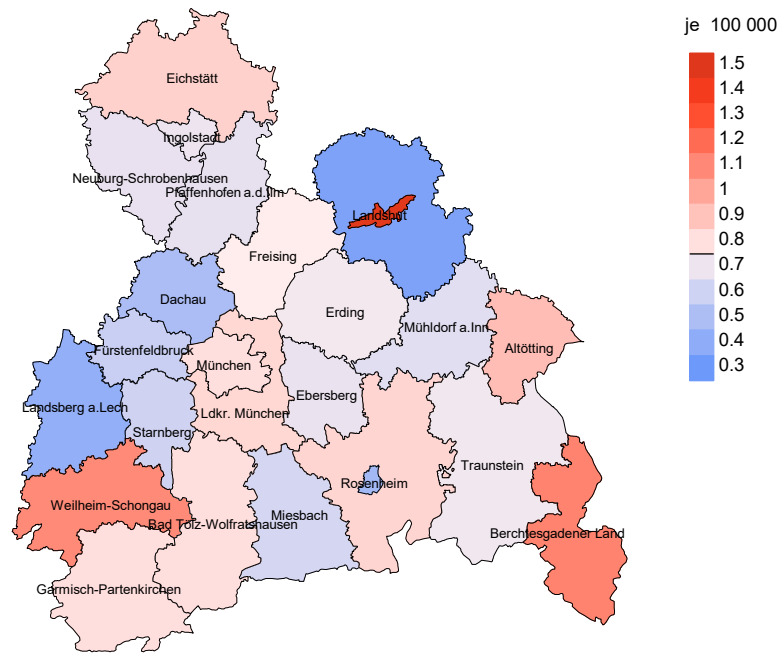 je 100 000
1.5
1.4
1.3
1.2
1.1
1
0.9
0.8
0.7
0.6
0.5
0.4
0.3
Eichstätt
Ingolstadt
Neuburg-Schrobenhausen
Pfaffenhofen a.d.Ilm
Landshut
Freising
Dachau
Erding
Mühldorf a.Inn
Altötting
Fürstenfeldbruck
München
Ebersberg
Landsberg a.Lech
Ldkr. München
Starnberg
Traunstein
Rosenheim
Weilheim-Schongau
Miesbach
Bad Tölz-Wolfratshausen
Berchtesgadener Land
Garmisch-Partenkirchen